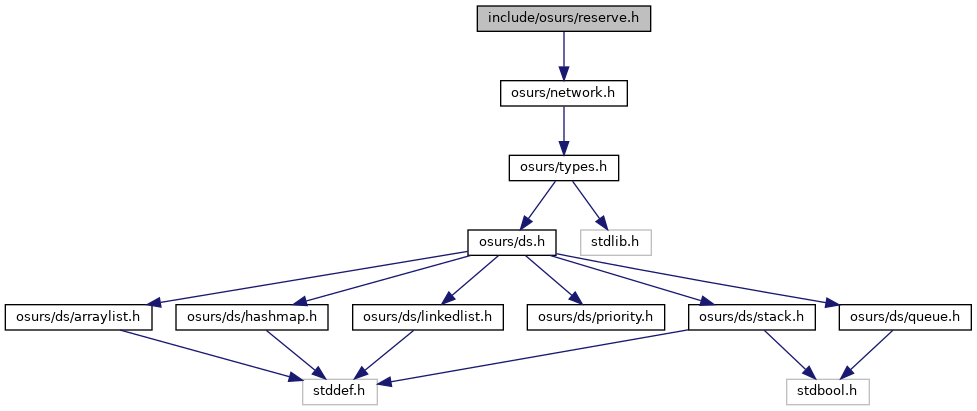 include/osurs/reserve.h
osurs/network.h
osurs/types.h
osurs/ds.h
stdlib.h
osurs/ds/arraylist.h
osurs/ds/hashmap.h
osurs/ds/linkedlist.h
osurs/ds/priority.h
osurs/ds/stack.h
osurs/ds/queue.h
stddef.h
stdbool.h